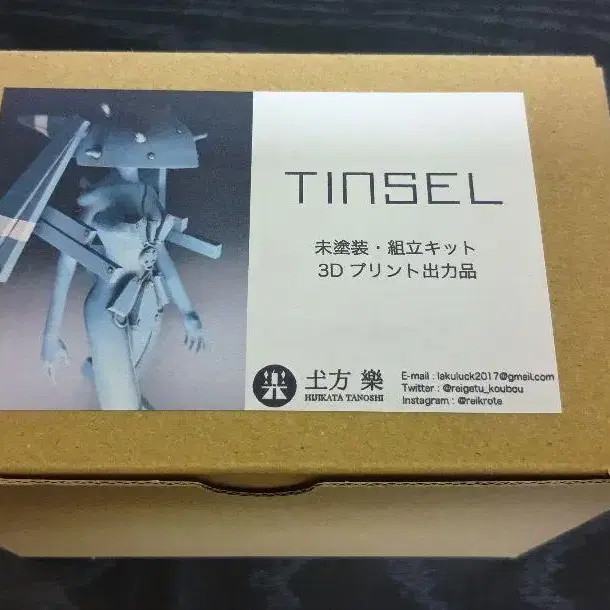 TINSEL
未塗装・組立キット
3Dプリント出力品
樂
土方 樂
HIJIKATA TANOSHI
E-mail : lakuluck2017@gmail.com
Twitter : @reigetu_koubou
Instagram : @reikrote